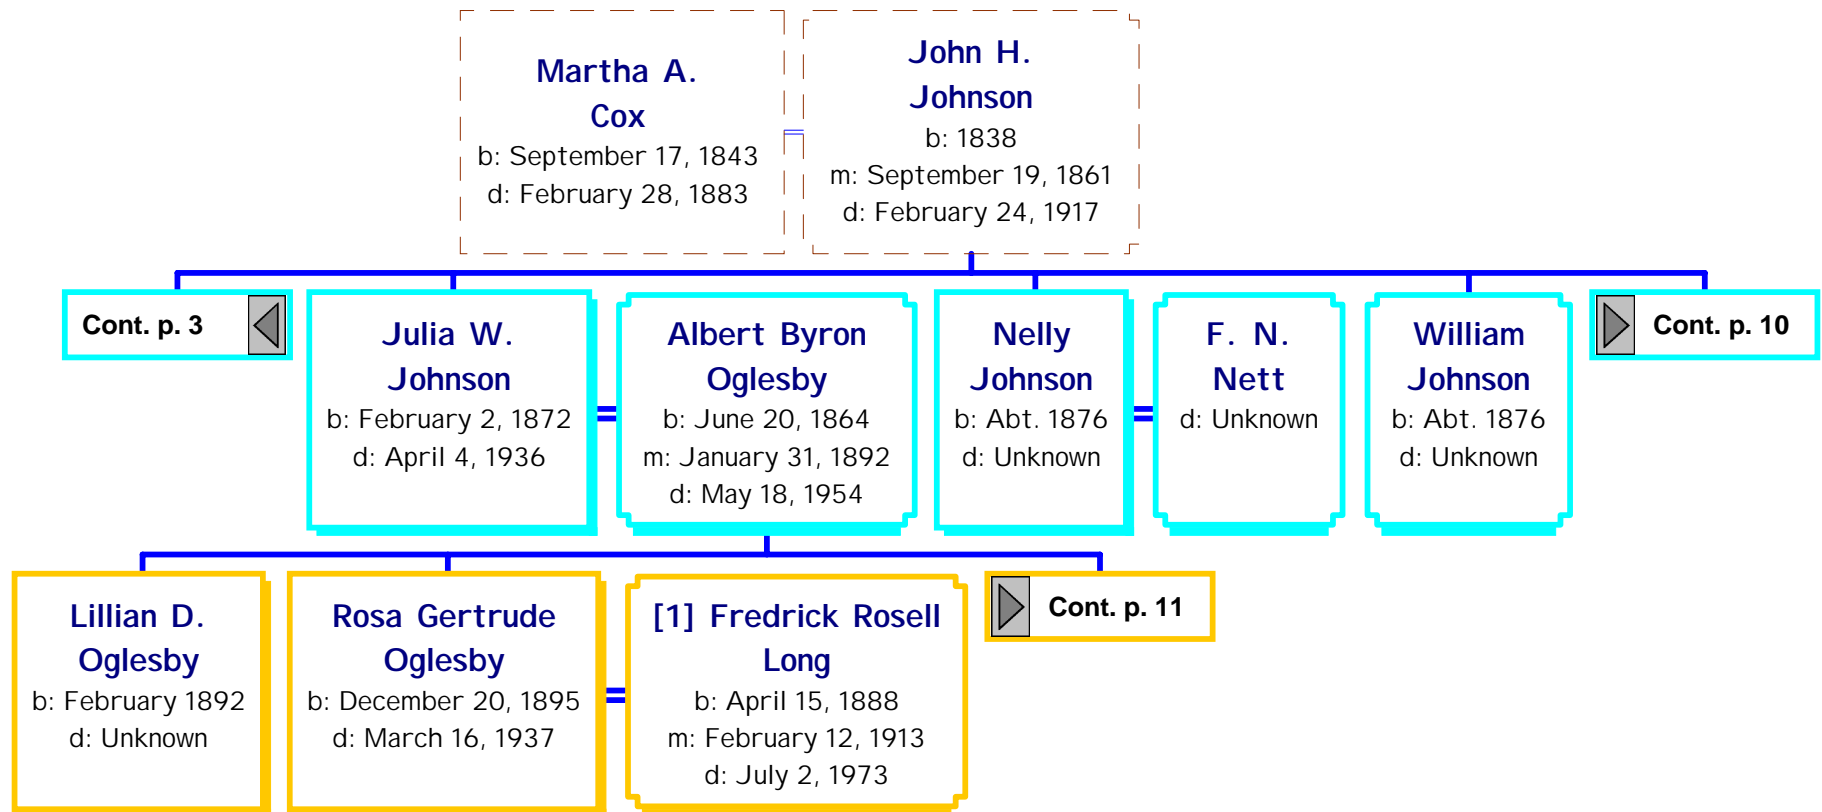 Martha A.
Cox
b: September 17, 1843
d: February 28, 1883
John H.
Johnson
b: 1838
m: September 19, 1861
d: February 24, 1917
Cont. p. 3
Julia W.
Johnson
b: February 2, 1872
d: April 4, 1936
Albert Byron
Oglesby
b: June 20, 1864
m: January 31, 1892
d: May 18, 1954
Nelly
Johnson
b: Abt. 1876
d: Unknown
F. N.
Nett
d: Unknown
William
Johnson
b: Abt. 1876
d: Unknown
Cont. p. 10
Lillian D.
Oglesby
b: February 1892
d: Unknown
Rosa Gertrude
Oglesby
b: December 20, 1895
d: March 16, 1937
[1] Fredrick Rosell
Long
b: April 15, 1888
m: February 12, 1913
d: July 2, 1973
Cont. p. 11